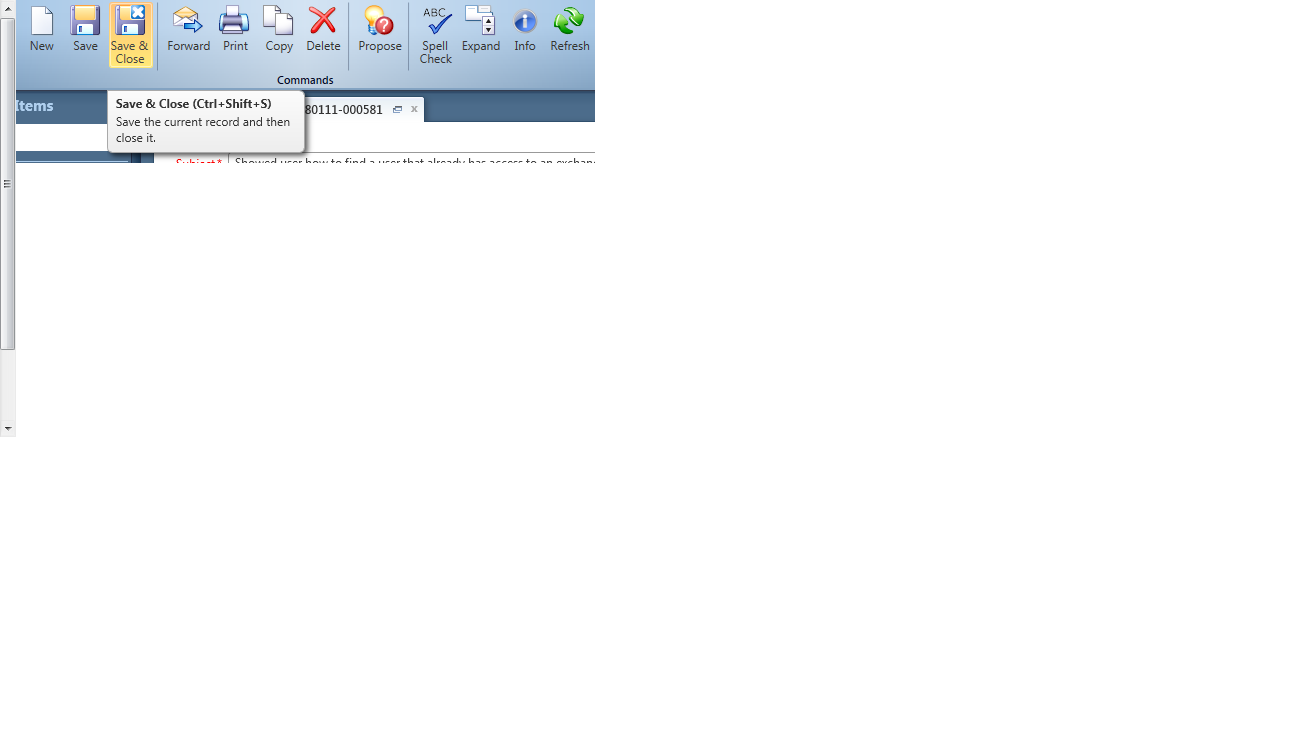 New Save Save & Close Forward Print Copy Delete Propose Spell Check Expand Info Refresh
Commands
Items
80111-000581
Save & Close (Ctrl+Shift+S)
Save the current record and then
close it.
Subject* Showed user how to find a user that already has access to an exchan